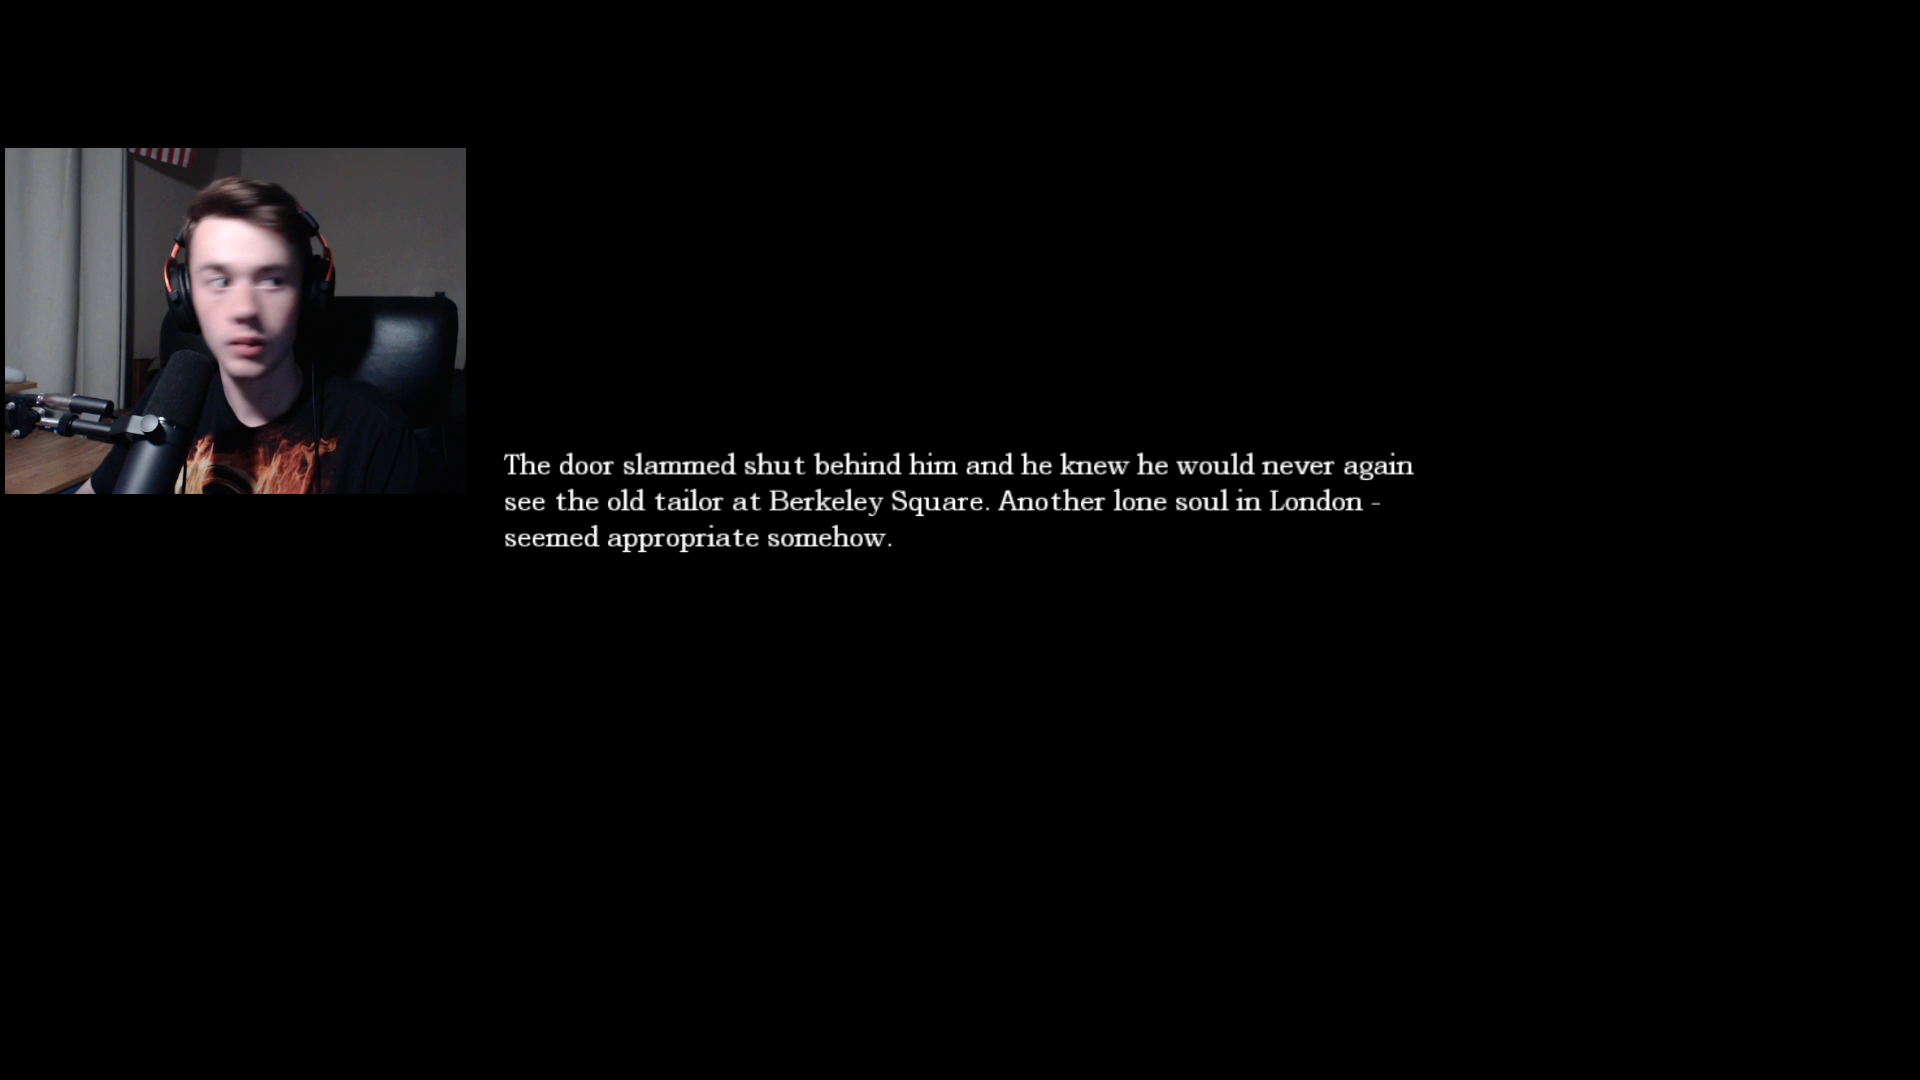 The door slammed shut behind him and he knew he would never again
see the old tailor at Berkeley Square. Another lone soul in London -
seemed appropriate somehow.